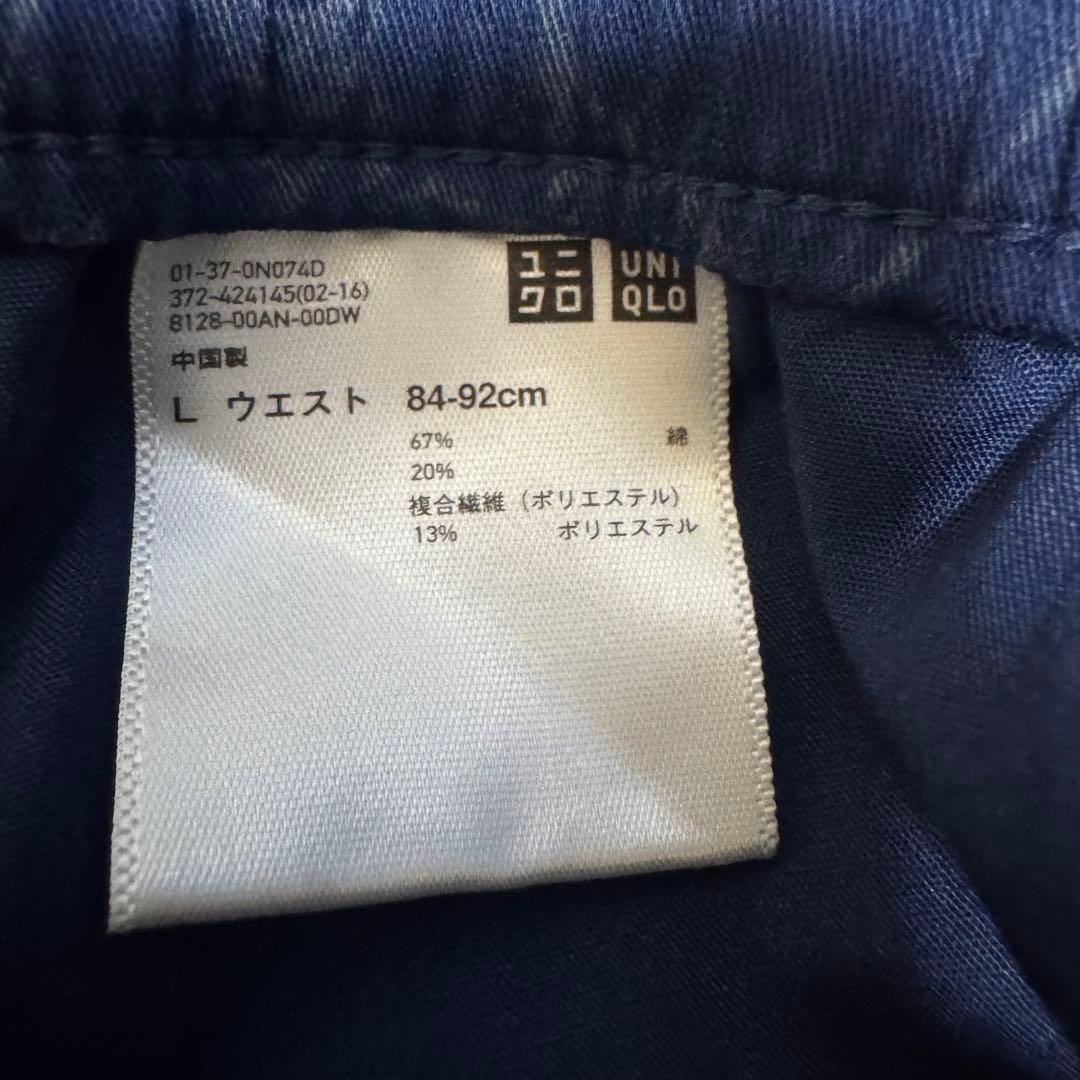 01-37-0N074D
372-424145(02-16)
8128-00AN-00DW
ユニクロ
UNIQLO
中国製
L ウエスト 84-92cm
67% 綿
20%
複合繊維（ポリエステル）
13% ポリエステル